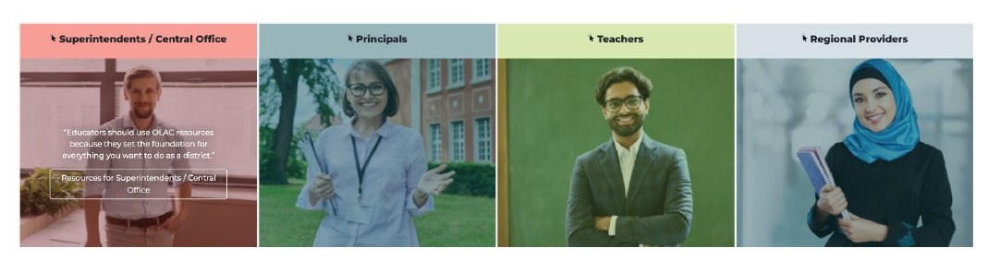 Superintendents / Central Office
Principals
Teachers
Regional Providers
"Educators should use OLAC resources
because they set the foundation for
everything you want to do as a district."
Resources for Superintendents / Central
Office